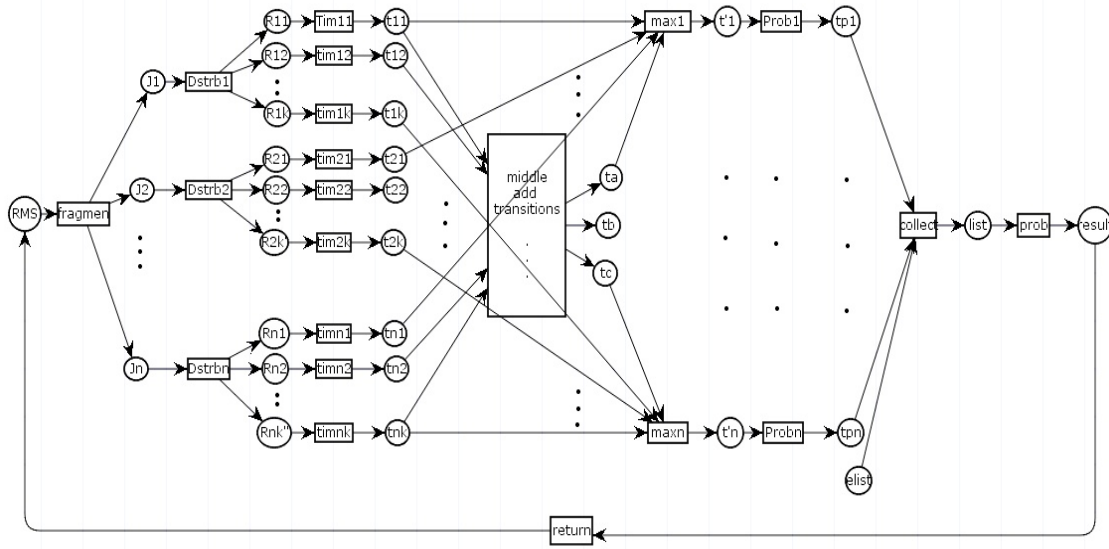 R11 Tim11 t11 max1 t'1 Prob1 tp1
R12 tim12 t12
J1 Dstrb1
R1k tim1k t1k
R21 tim21 t21
middle
add
transitions
ta
J2 Dstrb2 R22 tim22 t22
RMS fragmen
R2k tim2k t2k
tb
collect list prob result
tc
Rn1 timn1 tn1
Jn Dstrbn Rn2 timn2 tn2
Rnk" timnk tnk maxn t'n Probn tpn
elist
return